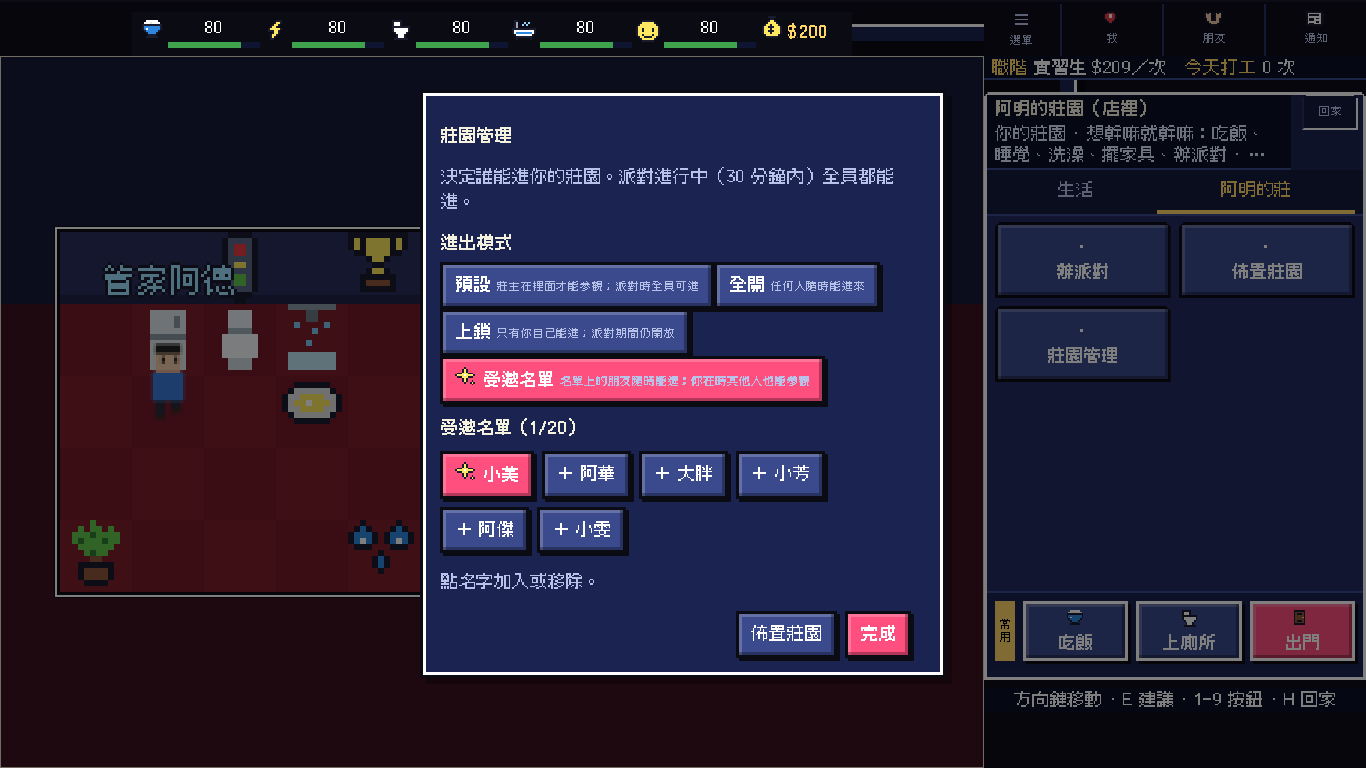 80 80 80 80 80 $200
選單 我 朋友 通知
職階 實習生 $209／次 今天打工 0 次
阿明的莊園（店裡）
回家
你的莊園．想幹嘛就幹嘛：吃飯、
睡覺、洗澡、擺家具、辦派對．…
生活 阿明的莊
辦派對 佈置莊園
莊園管理
管家阿德
莊園管理
決定誰能進你的莊園。派對進行中（30 分鐘內）全員都能
進。
進出模式
預設 莊主在裡面才能參觀；派對時全員可進
全開 任何人隨時能進來
上鎖 只有你自己能進；派對期間仍開放
受邀名單 名單上的朋友隨時能進；你在時其他人也能參觀
受邀名單（1/20）
小美 ＋ 阿華 ＋ 大胖 ＋ 小芳
＋ 阿傑 ＋ 小雯
點名字加入或移除。
佈置莊園 完成
常用
吃飯 上廁所 出門
方向鍵移動．E 建議．1-9 按鈕．H 回家